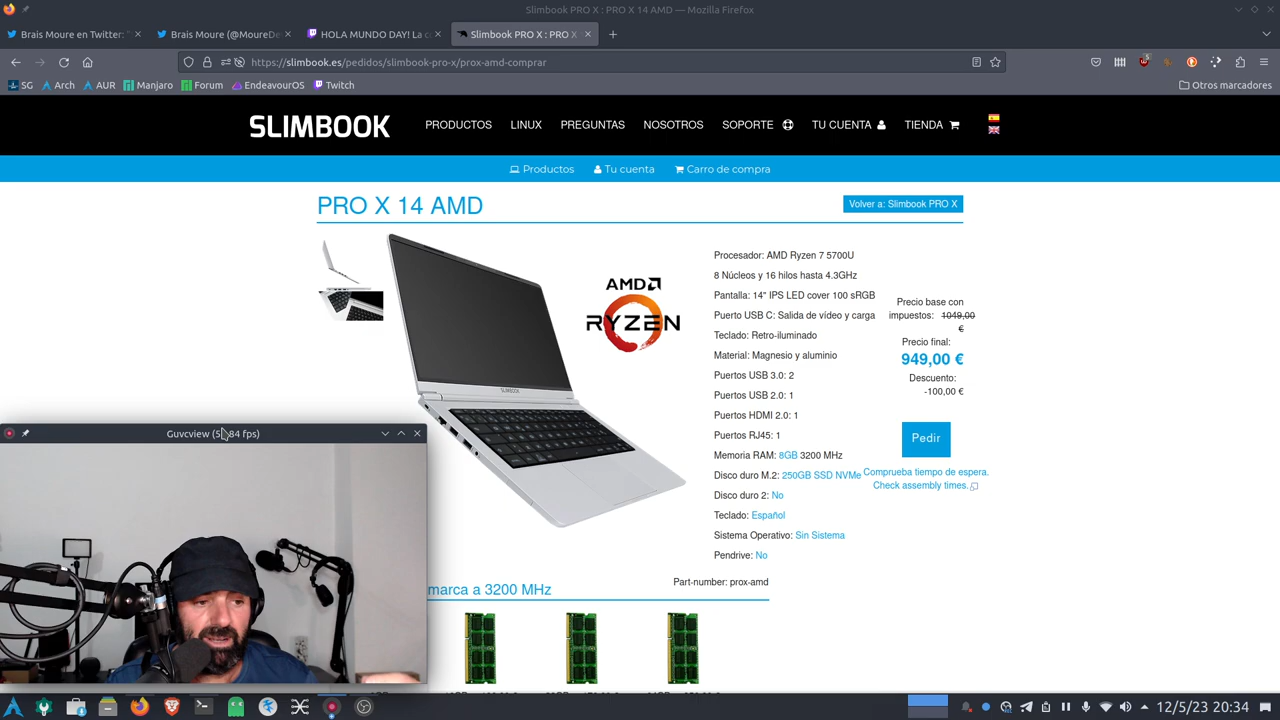 Slimbook PRO X : PRO X 14 AMD — Mozilla Firefox
Brais Moure en Twitter: "
Brais Moure (@MoureDe
HOLA MUNDO DAY! La c
Slimbook PRO X : PRO X
https://slimbook.es/pedidos/slimbook-pro-x/prox-amd-comprar
SG
Arch
AUR
Manjaro
Forum
EndeavourOS
Twitch
Otros marcadores
SLIMBOOK
PRODUCTOS
LINUX
PREGUNTAS
NOSOTROS
SOPORTE
TU CUENTA
TIENDA
Productos
Tu cuenta
Carro de compra
PRO X 14 AMD
Volver a: Slimbook PRO X
AMD
RYZEN
SLIMBOOK
Procesador: AMD Ryzen 7 5700U
8 Núcleos y 16 hilos hasta 4.3GHz
Pantalla: 14" IPS LED cover 100 sRGB
Puerto USB C: Salida de vídeo y carga
Teclado: Retro-iluminado
Material: Magnesio y aluminio
Puertos USB 3.0: 2
Puertos USB 2.0: 1
Puertos HDMI 2.0: 1
Puertos RJ45: 1
Memoria RAM: 8GB 3200 MHz
Disco duro M.2: 250GB SSD NVMe
Disco duro 2: No
Teclado: Español
Sistema Operativo: Sin Sistema
Pendrive: No
Part-number: prox-amd
Precio base con
impuestos: 1049,00
€
Precio final:
949,00 €
Descuento:
-100,00 €
Pedir
Comprueba tiempo de espera.
Check assembly times.
marca a 3200 MHz
Guvcview (5 84 fps)
12/5/23 20:34